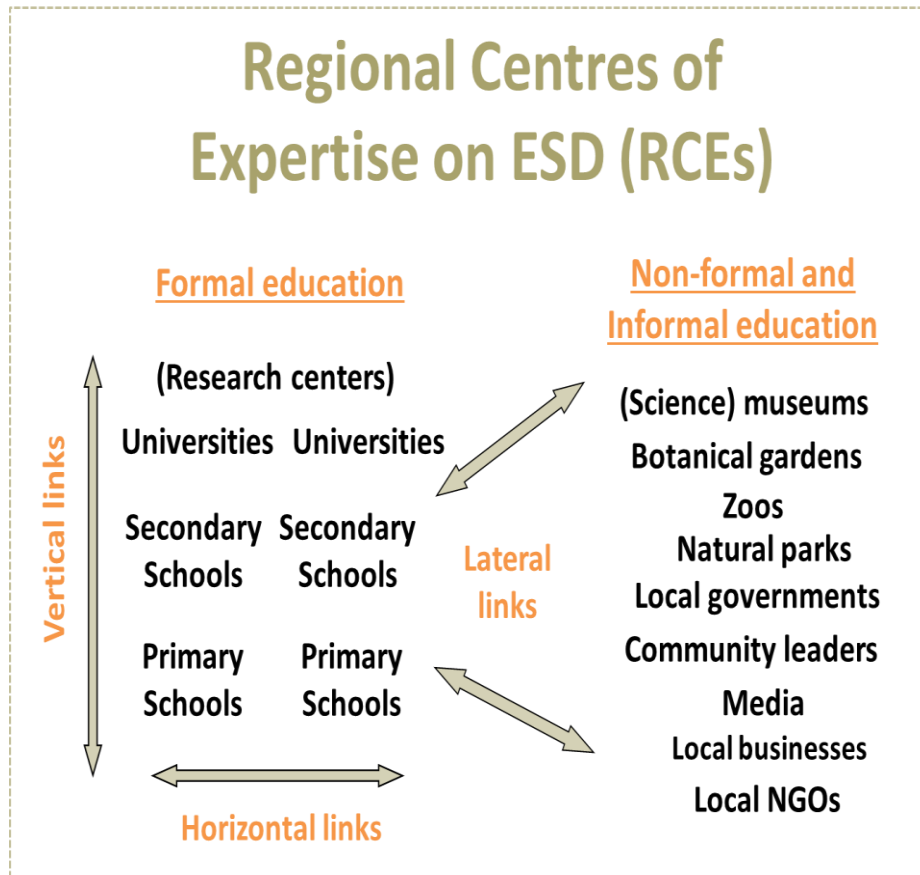 Regional Centres of
Expertise on ESD (RCEs)
Formal education
(Research centers)
Universities Universities
Secondary Secondary
Schools Schools
Primary Primary
Schools Schools
Vertical links
Horizontal links
Lateral
links
Non-formal and
Informal education
(Science) museums
Botanical gardens
Zoos
Natural parks
Local governments
Community leaders
Media
Local businesses
Local NGOs